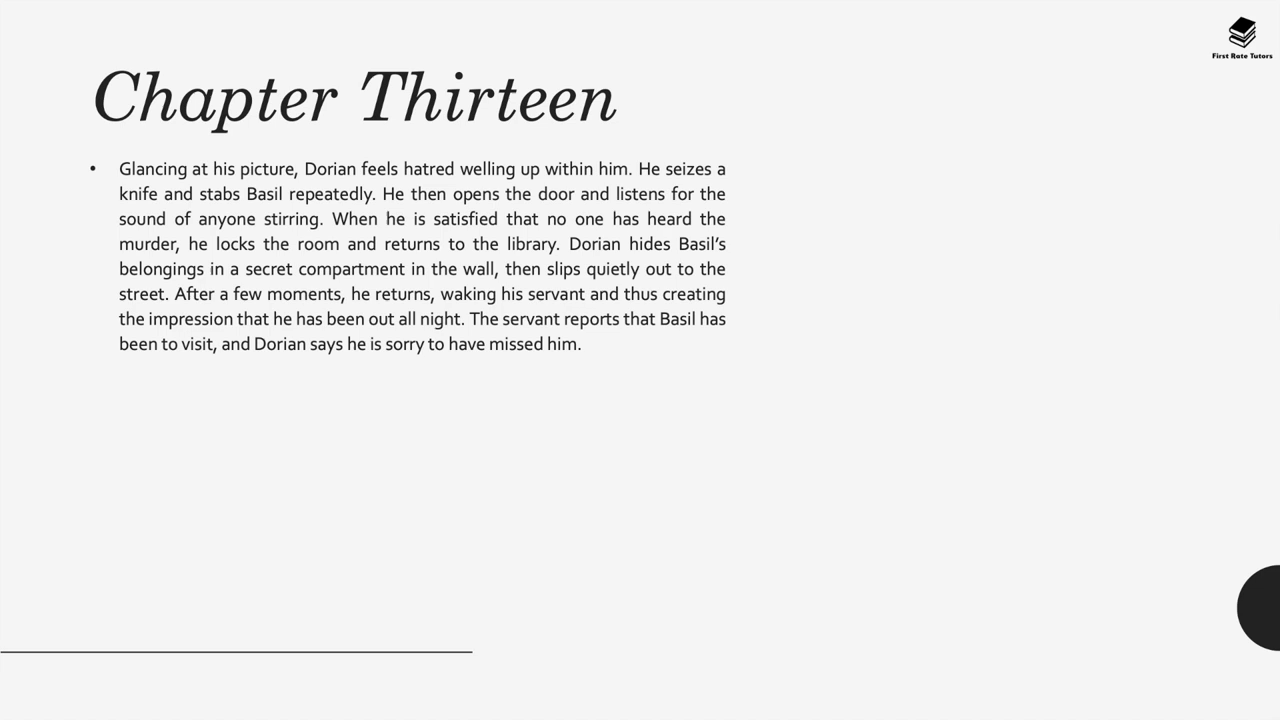 First Rate Tutors
Chapter Thirteen
• Glancing at his picture, Dorian feels hatred welling up within him. He seizes a
knife and stabs Basil repeatedly. He then opens the door and listens for the
sound of anyone stirring. When he is satisfied that no one has heard the
murder, he locks the room and returns to the library. Dorian hides Basil’s
belongings in a secret compartment in the wall, then slips quietly out to the
street. After a few moments, he returns, waking his servant and thus creating
the impression that he has been out all night. The servant reports that Basil has
been to visit, and Dorian says he is sorry to have missed him.